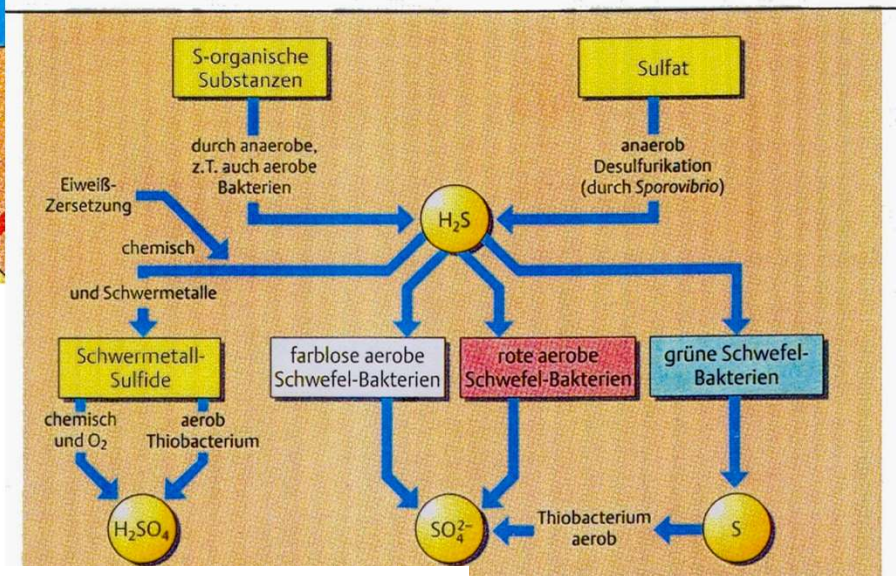 S-organische
Substanzen
Sulfat
durch anaerobe,
z.T. auch aerobe
Bakterien
anaerob
Desulfurikation
(durch Sporovibrio)
Eiweiß-
Zersetzung
H₂S
chemisch
und Schwermetalle
Schwermetall-
Sulfide
farblose aerobe
Schwefel-Bakterien
rote aerobe
Schwefel-Bakterien
grüne Schwefel-
Bakterien
chemisch
und O₂
aerob
Thiobacterium
H₂SO₄
SO₄²⁻
Thiobacterium
aerob
S